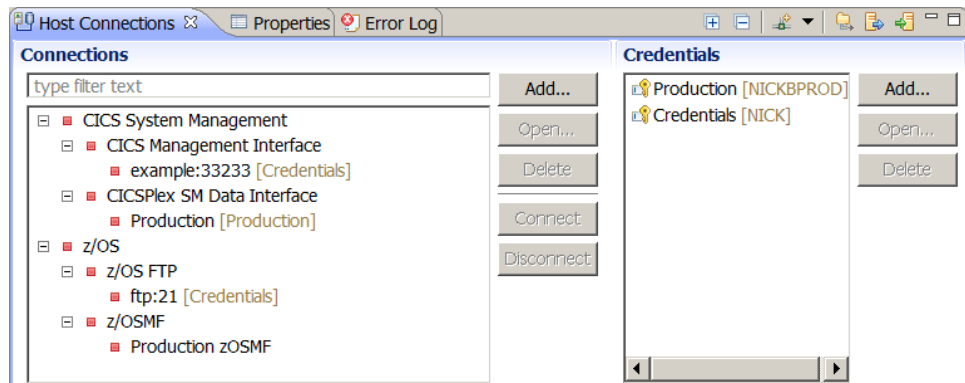 Host Connections Properties Error Log
Connections
type filter text
CICS System Management
CICS Management Interface
example:33233 [Credentials]
CICSPlex SM Data Interface
Production [Production]
z/OS
z/OS FTP
ftp:21 [Credentials]
z/OSMF
Production zOSMF
Add...
Open...
Delete
Connect
Disconnect
Credentials
Production [NICKBPROD]
Credentials [NICK]
Add...
Open...
Delete